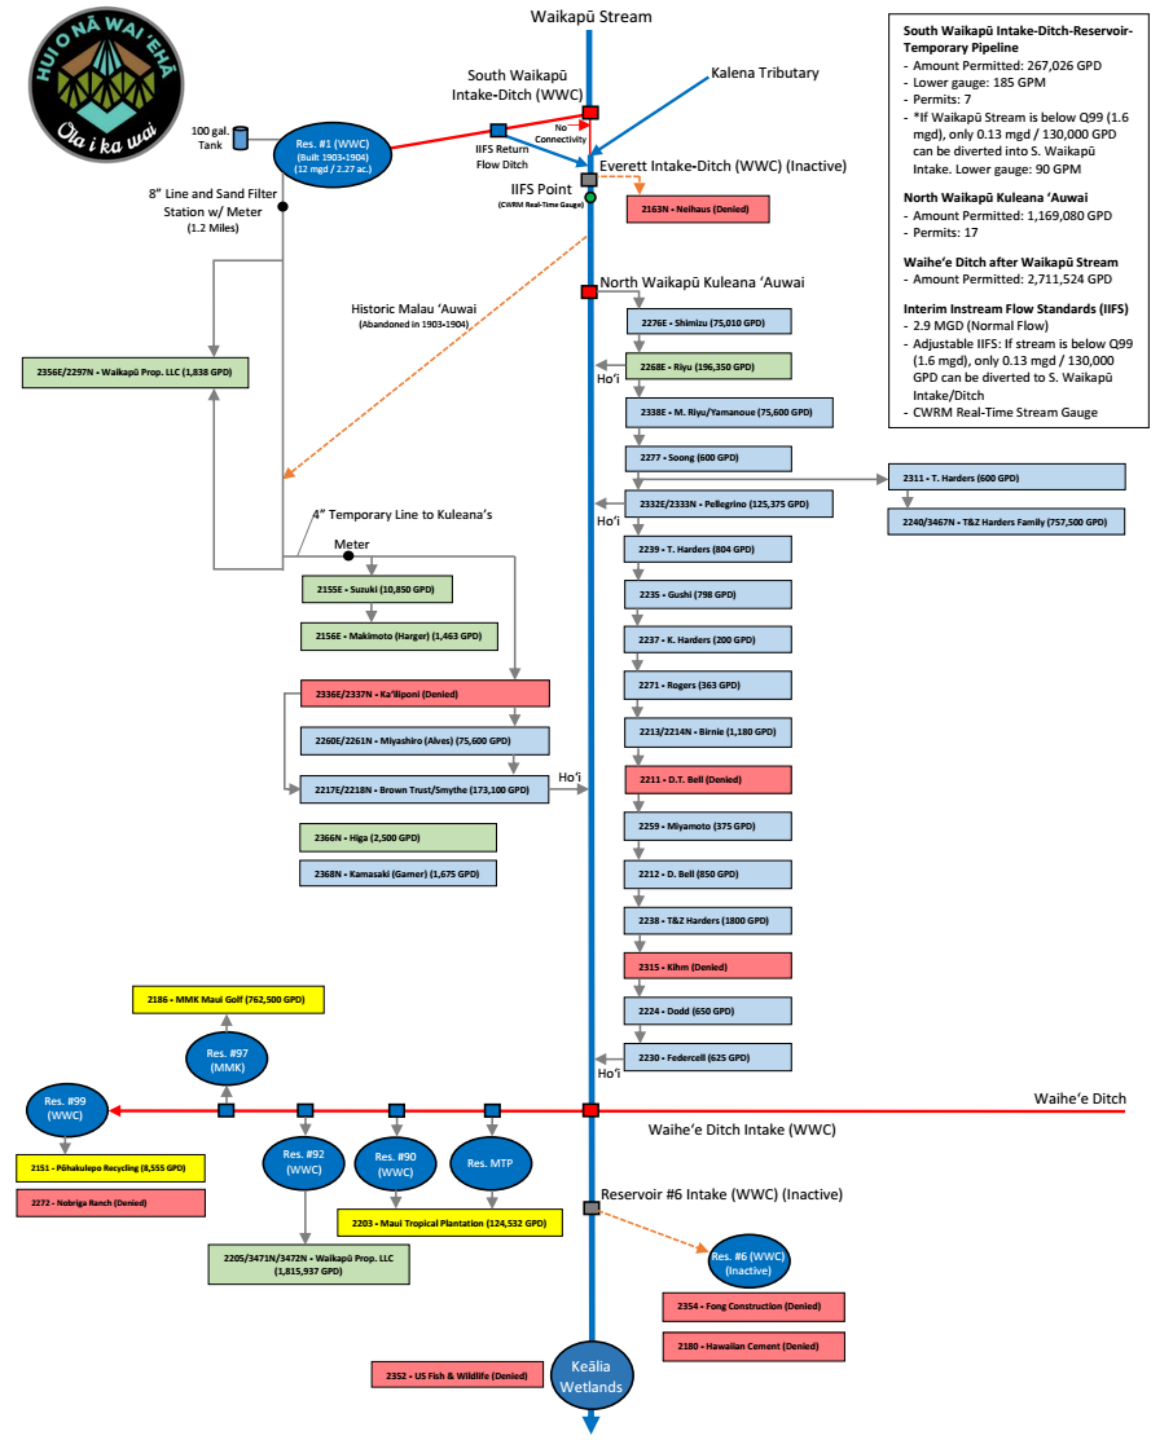 HUI O NĀ WAI ʻEHĀ
Ola i ka wai
Waikapū Stream
South Waikapū
Intake-Ditch (WWC)
Kalena Tributary
100 gal.
Tank
Res. #1 (WWC)
(Built 1903-1904)
(12 mgd / 2.27 ac.)
No
Connectivity
IIFS Return
Flow Ditch
Everett Intake-Ditch (WWC) (Inactive)
IIFS Point
(CWRM Real-Time Gauge)
2163N - Neihaus (Denied)
8” Line and Sand Filter
Station w/ Meter
(1.2 Miles)
Historic Malau ʻAuwai
(Abandoned in 1903-1904)
2356E/2297N - Waikapū Prop. LLC (1,838 GPD)
4” Temporary Line to Kuleana’s
Meter
2155E - Suzuki (10,850 GPD)
2156E - Makimoto (Harger) (1,463 GPD)
2336E/2337N - Ka‘iliponi (Denied)
2260E/2261N - Miyashiro (Alves) (75,600 GPD)
2217E/2218N - Brown Trust/Smythe (173,100 GPD)
Ho‘i
2366N - Higa (2,500 GPD)
2368N - Kamasaki (Garner) (1,675 GPD)
North Waikapū Kuleana ‘Auwai
2276E - Shimizu (75,010 GPD)
2268E - Riyu (196,350 GPD)
Ho‘i
2338E - M. Riyu/Yamanoue (75,600 GPD)
2277 - Soong (600 GPD)
2311 - T. Harders (600 GPD)
2332E/2333N - Pellegrino (125,375 GPD)
Ho‘i
2240/3467N - T&Z Harders Family (757,500 GPD)
2239 - T. Harders (804 GPD)
2235 - Gushi (798 GPD)
2237 - K. Harders (200 GPD)
2271 - Rogers (363 GPD)
2213/2214N - Birnie (1,180 GPD)
2211 - D.T. Bell (Denied)
2259 - Miyamoto (375 GPD)
2212 - D. Bell (850 GPD)
2238 - T&Z Harders (1800 GPD)
2315 - Kihm (Denied)
2224 - Dodd (650 GPD)
2230 - Federcell (625 GPD)
Ho‘i
South Waikapū Intake-Ditch-Reservoir-
Temporary Pipeline
- Amount Permitted: 267,026 GPD
- Lower gauge: 185 GPM
- Permits: 7
- *If Waikapū Stream is below Q99 (1.6
mgd), only 0.13 mgd / 130,000 GPD
can be diverted into S. Waikapū
Intake. Lower gauge: 90 GPM
North Waikapū Kuleana ‘Auwai
- Amount Permitted: 1,169,080 GPD
- Permits: 17
Waihe‘e Ditch after Waikapū Stream
- Amount Permitted: 2,711,524 GPD
Interim Instream Flow Standards (IIFS)
- 2.9 MGD (Normal Flow)
- Adjustable IIFS: If stream is below Q99
(1.6 mgd), only 0.13 mgd / 130,000
GPD can be diverted to S. Waikapū
Intake/Ditch
- CWRM Real-Time Stream Gauge
2186 - MMK Maui Golf (762,500 GPD)
Res. #97
(MMK)
Res. #99
(WWC)
Waihe‘e Ditch
Waihe‘e Ditch Intake (WWC)
2151 - Pōhakulepo Recycling (8,555 GPD)
2272 - Nobriga Ranch (Denied)
Res. #92
(WWC)
Res. #90
(WWC)
Res. MTP
2203 - Maui Tropical Plantation (124,532 GPD)
2205/3471N/3472N - Waikapū Prop. LLC
(1,815,937 GPD)
Reservoir #6 Intake (WWC) (Inactive)
Res. #6 (WWC)
(Inactive)
2354 - Fong Construction (Denied)
2180 - Hawaiian Cement (Denied)
2352 - US Fish & Wildlife (Denied)
Keālia
Wetlands